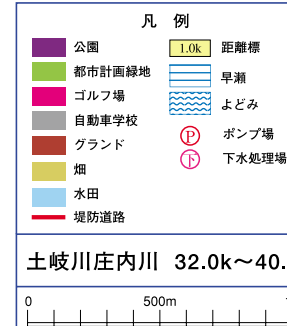 凡 例
公園
都市計画緑地
ゴルフ場
自動車学校
グランド
畑
水田
堤防道路
1.0k 距離標
早瀬
よどみ
P ポンプ場
下 下水処理場
土岐川庄内川 32.0k～40.
0 500m